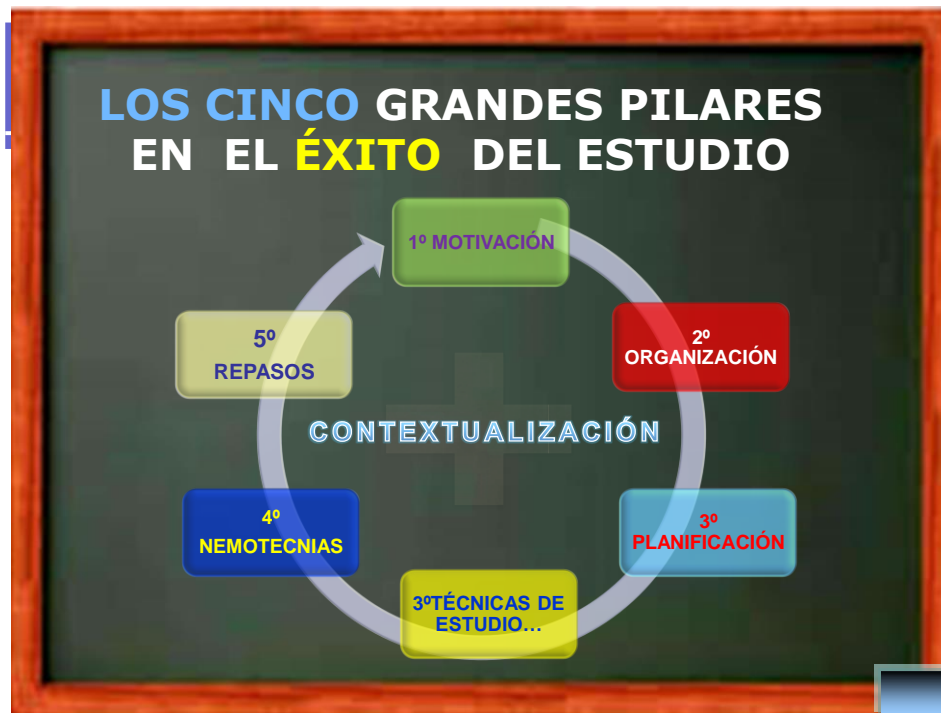 LOS CINCO GRANDES PILARES
EN EL ÉXITO DEL ESTUDIO
1º MOTIVACIÓN
2º
ORGANIZACIÓN
3º
PLANIFICACIÓN
3ºTÉCNICAS DE
ESTUDIO...
4º
NEMOTECNIAS
5º
REPASOS
CONTEXTUALIZACIÓN